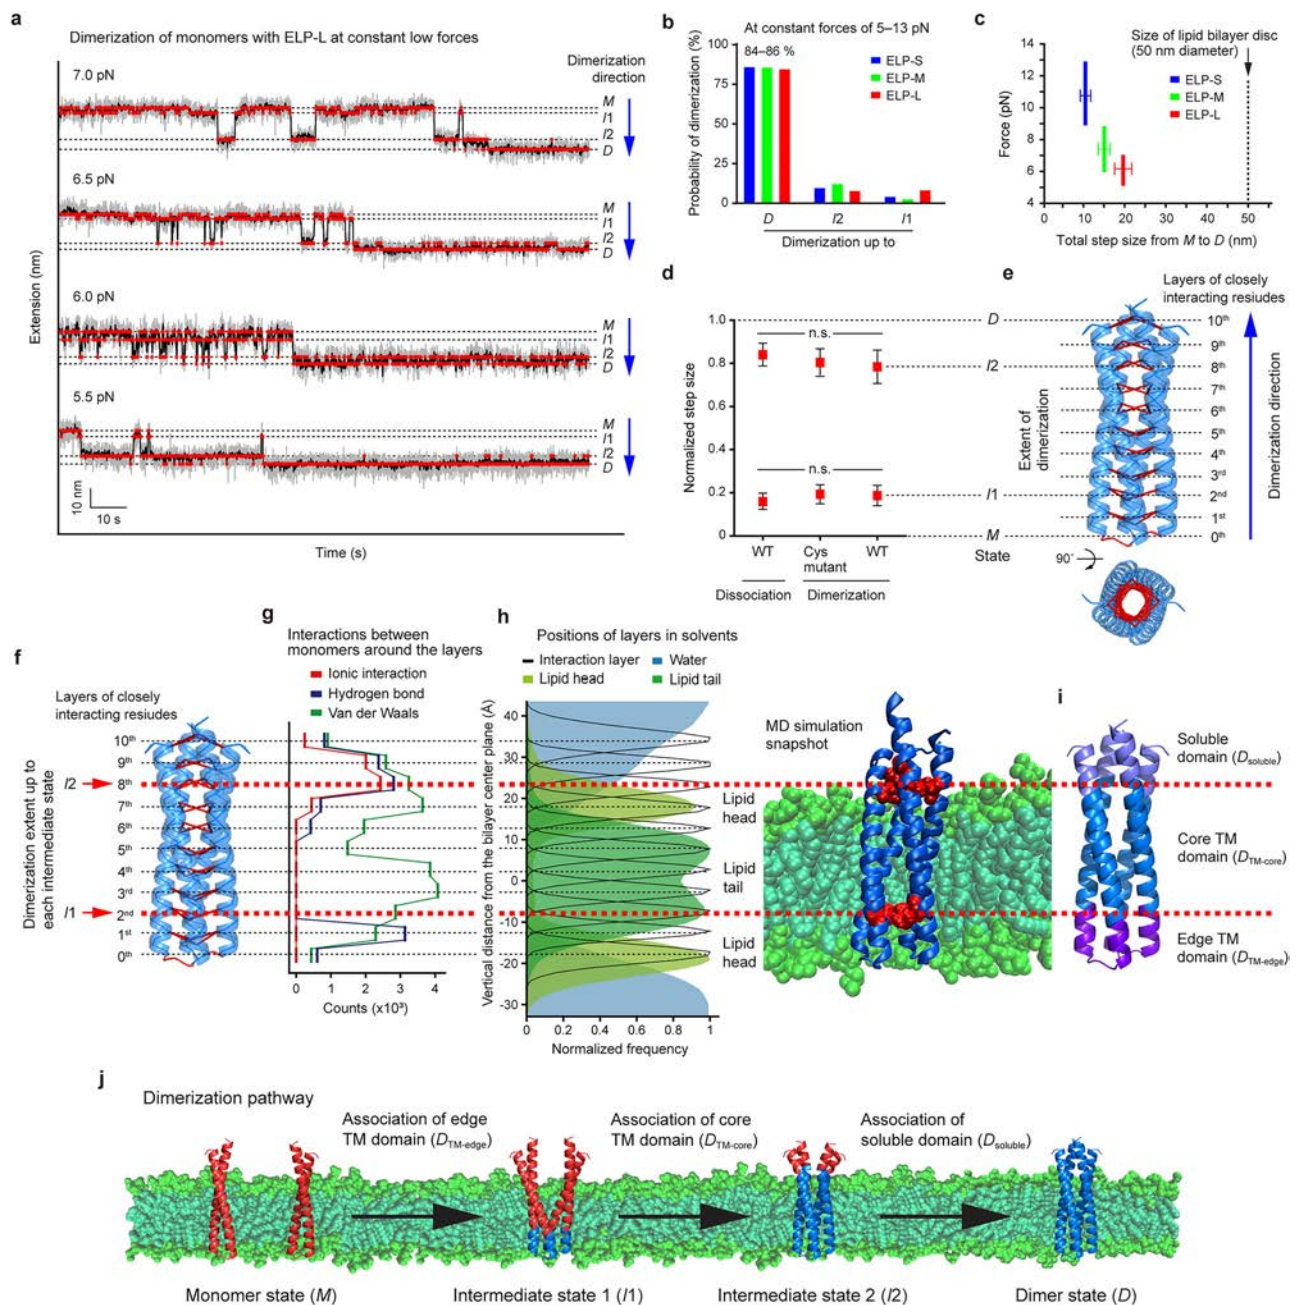 a
Dimerization of monomers with ELP-L at constant low forces
Dimerization
direction
7.0 pN
M
I1
I2
D
6.5 pN
M
I1
I2
D
6.0 pN
M
I1
I2
D
5.5 pN
M
I1
I2
D
10 nm
10 s
Extension (nm)
Time (s)
b
At constant forces of 5–13 pN
Probability of dimerization (%)
100
75
50
25
0
84–86 %
ELP-S
ELP-M
ELP-L
D
I2
I1
Dimerization up to
c
Size of lipid bilayer disc
(50 nm diameter)
Force (pN)
14
12
10
8
6
4
ELP-S
ELP-M
ELP-L
0 10 20 30 40 50 60
Total step size from M to D (nm)
d
Normalized step size
1.0
0.8
0.6
0.4
0.2
0
n.s.
n.s.
D
I2
I1
M
State
WT
Cys
mutant
WT
Dissociation
Dimerization
e
Layers of closely
interacting resiudes
10th
9th
8th
7th
6th
5th
4th
3rd
2nd
1st
0th
Extent of
dimerization
Dimerization direction
90°
f
Layers of closely
interacting resiudes
10th
9th
8th
7th
6th
5th
4th
3rd
2nd
1st
0th
I2
I1
Dimerization extent up to
each intermediate state
g
Interactions between
monomers around the layers
Ionic interaction
Hydrogen bond
Van der Waals
0 1 2 3 4
Counts (x10³)
h
Positions of layers in solvents
Interaction layer
Water
Lipid head
Lipid tail
Vertical distance from the bilayer center plane (A)
40
30
20
10
0
-10
-20
-30
0 0.2 0.4 0.6 0.8 1
Normalized frequency
Lipid
head
Lipid
tail
Lipid
head
MD simulation
snapshot
i
Soluble domain
(Dsoluble)
Core TM
domain (DTM-core)
Edge TM
domain (DTM-edge)
j
Dimerization pathway
Association of edge
TM domain (DTM-edge)
Association of core
TM domain (DTM-core)
Association of
soluble domain (Dsoluble)
Monomer state (M)
Intermediate state 1 (I1)
Intermediate state 2 (I2)
Dimer state (D)